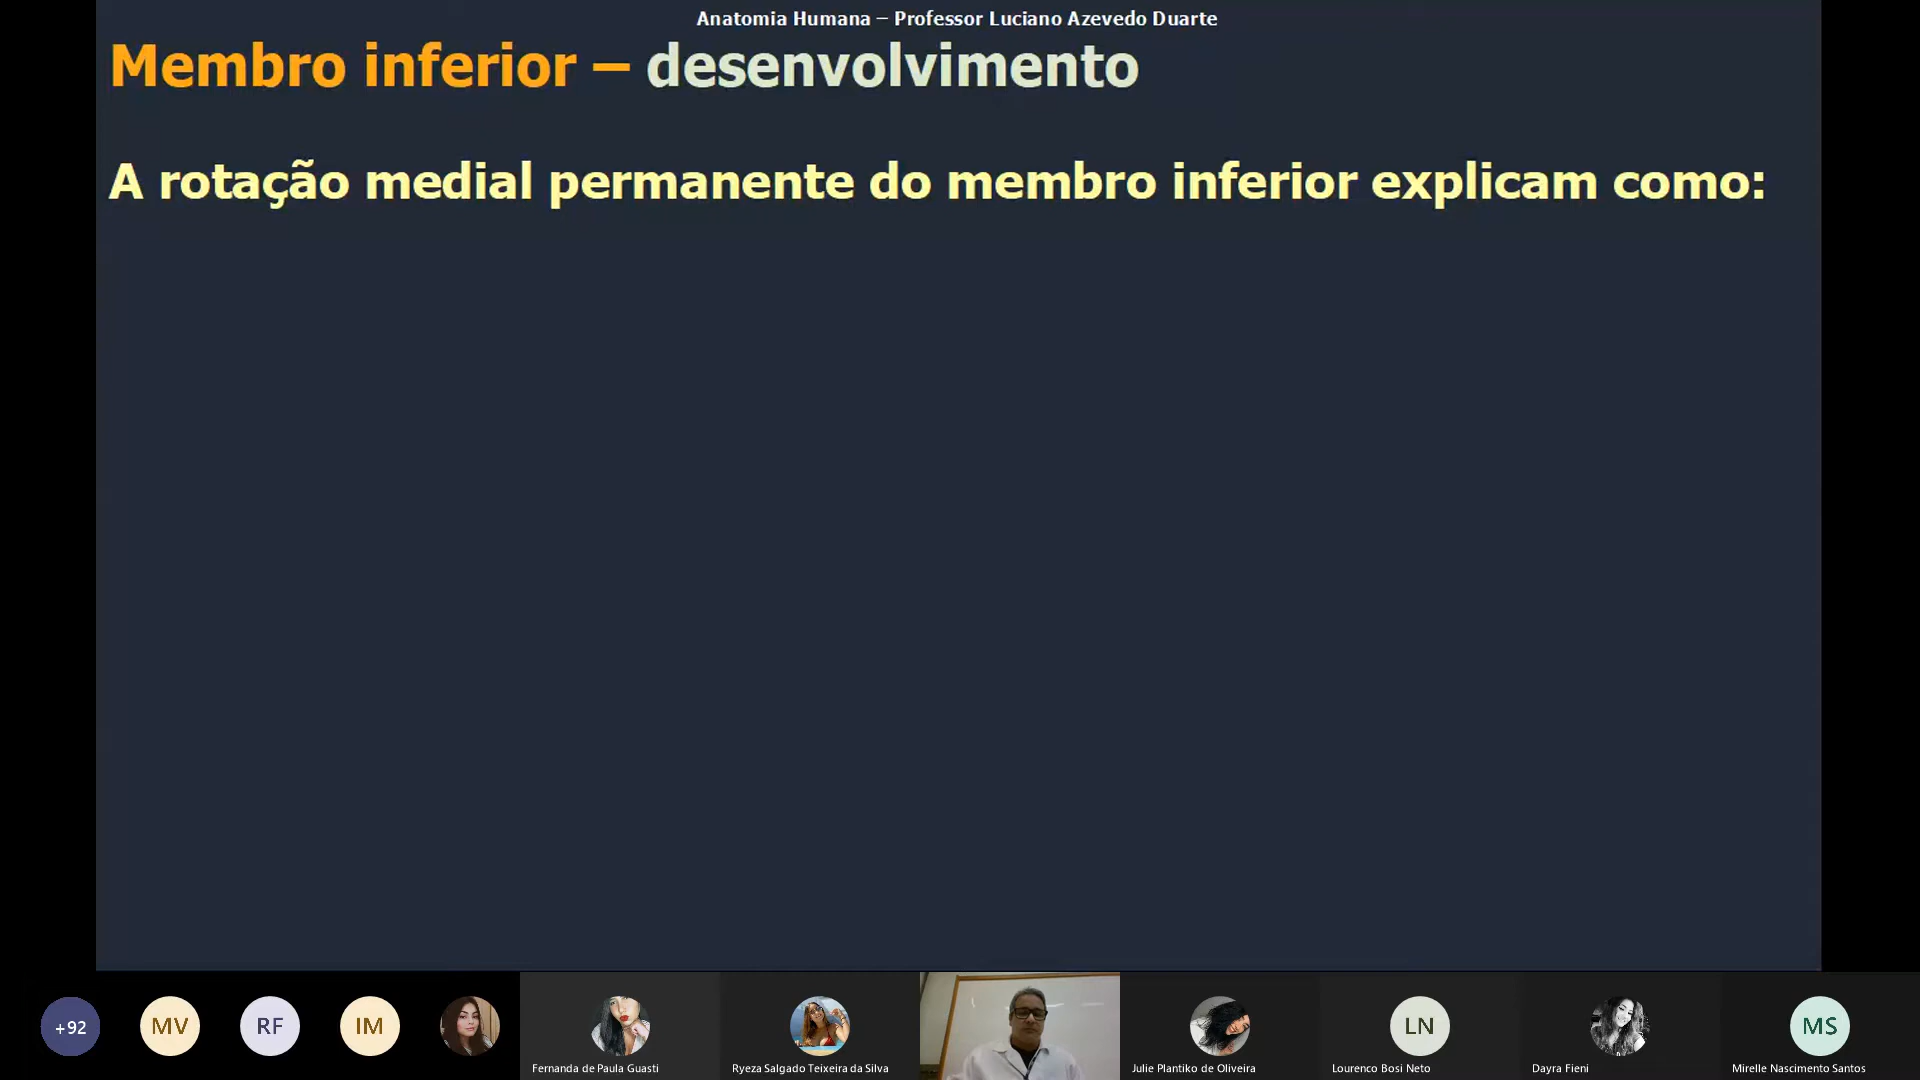 Anatomia Humana – Professor Luciano Azevedo Duarte
Membro inferior – desenvolvimento
A rotação medial permanente do membro inferior explicam como:
+92
MV
RF
IM
LN
MS
Fernanda de Paula Guasti
Ryeza Salgado Teixeira da Silva
Julie Plantiko de Oliveira
Lourenco Bosi Neto
Dayra Fieni
Mirelle Nascimento Santos